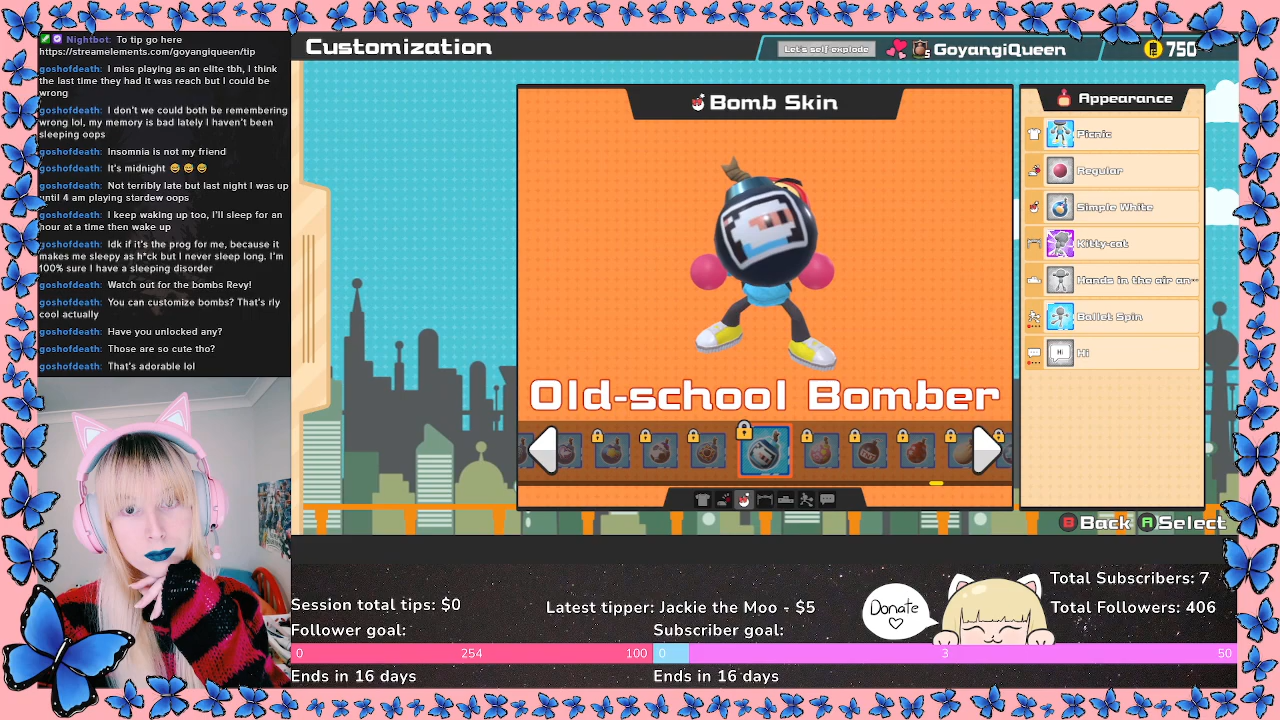 Nightbot: To tip go here
https://streamelements.com/goyangiqueen/tip
goshofdeath: I miss playing as an elite tbh, I think
the last time they had it was reach but I could be
wrong
goshofdeath: I don't we could both be remembering
wrong lol, my memory is bad lately I haven't been
sleeping oops
goshofdeath: Insomnia is not my friend
goshofdeath: It's midnight 😅 😅 😅
goshofdeath: Not terribly late but last night I was up
until 4 am playing stardew oops
goshofdeath: I keep waking up too, I'll sleep for an
hour at a time then wake up
goshofdeath: Idk if it's the prog for me, because it
makes me sleepy as h*ck but I never sleep long. I'm
100% sure I have a sleeping disorder
goshofdeath: Watch out for the bombs Revy!
goshofdeath: You can customize bombs? That's rly
cool actually
goshofdeath: Have you unlocked any?
goshofdeath: Those are so cute tho?
goshofdeath: That's adorable lol
Customization
Let's self-explode
GoyangiQueen
750
Bomb Skin
Old-school Bomber
Appearance
Picnic
Regular
Simple White
Kitty-cat
Hands in the air an...
Ballet Spin
Hi
Hi
B Back A Select
Session total tips: $0
Latest tipper: Jackie the Moo - $5
Donate
Total Subscribers: 7
Total Followers: 406
Follower goal:
Subscriber goal:
0 254 100
0 3 50
Ends in 16 days
Ends in 16 days